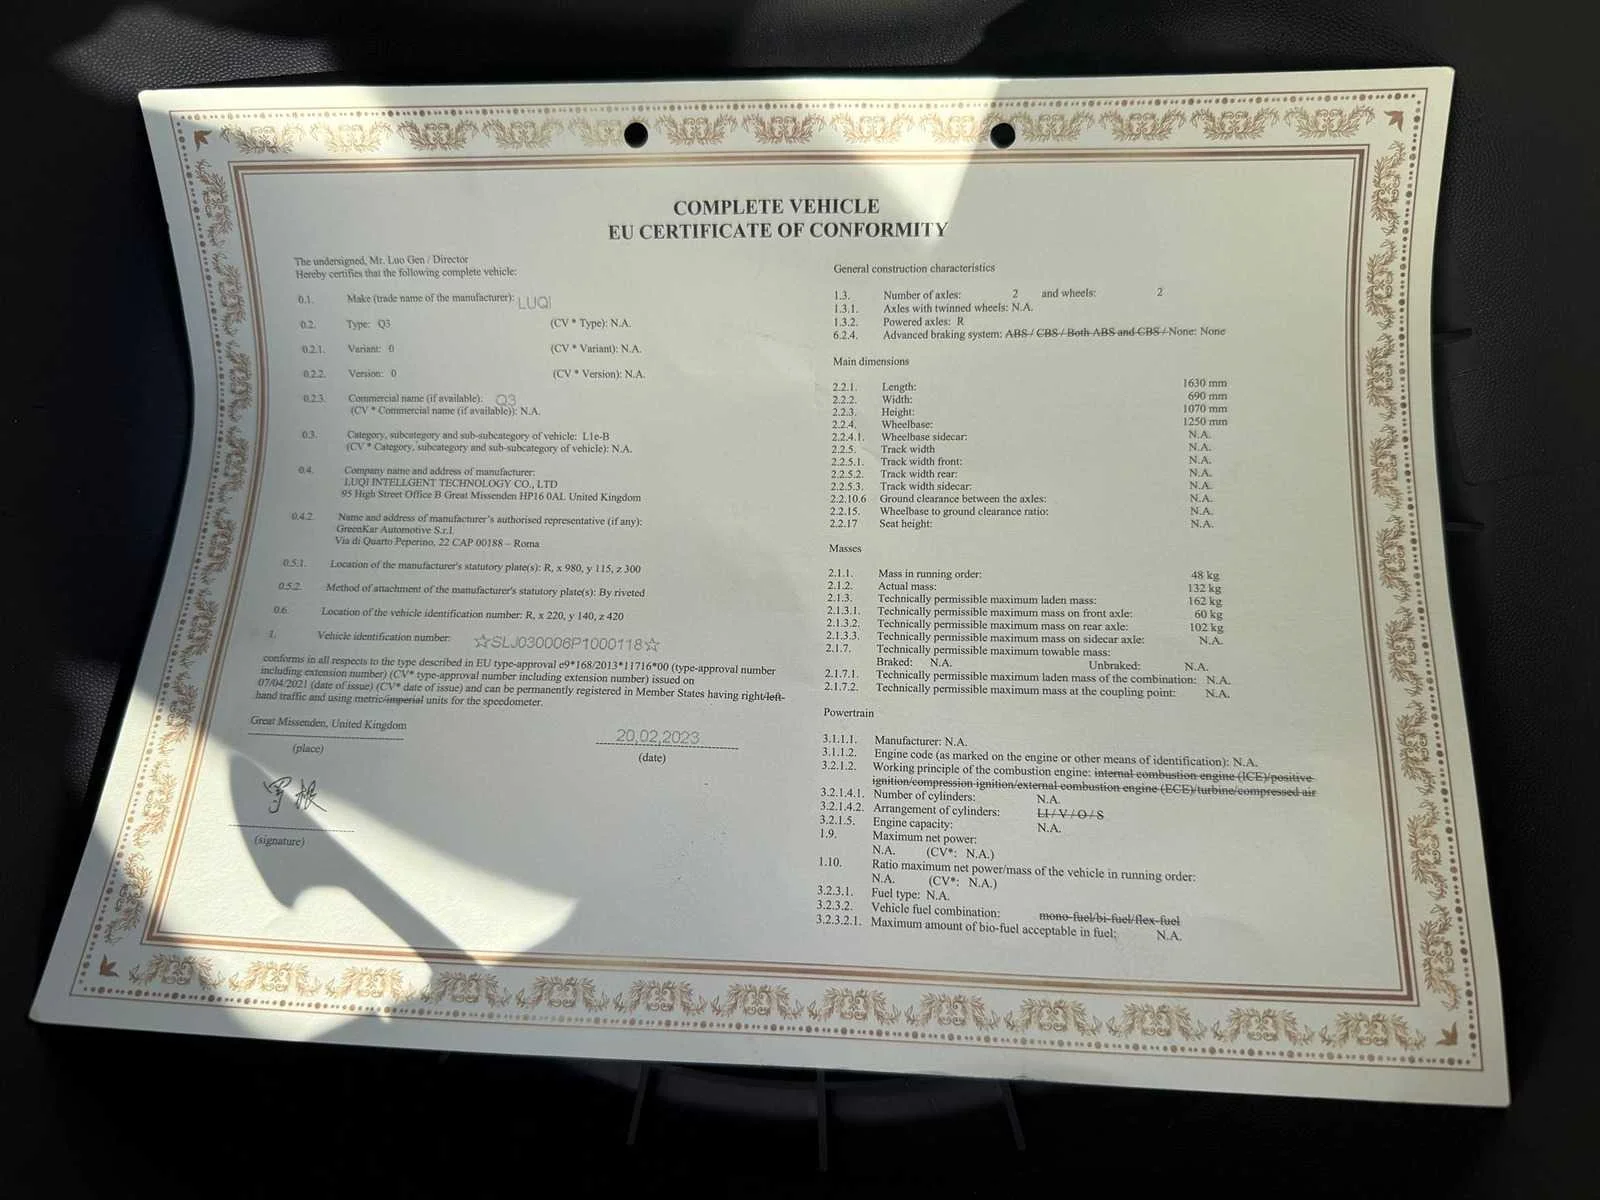 COMPLETE VEHICLE
EU CERTIFICATE OF CONFORMITY
The undersigned, Mr. Luo Gen / Director
Hereby certifies that the following complete vehicle:
0.1. Make (trade name of the manufacturer): LUQI
0.2. Type: Q3 (CV * Type): N.A.
0.2.1. Variant: 0 (CV * Variant): N.A.
0.2.2. Version: 0 (CV * Version): N.A.
0.2.3. Commercial name (if available): Q3
(CV * Commercial name (if available)): N.A.
0.3. Category, subcategory and sub-subcategory of vehicle: L1e-B
(CV * Category, subcategory and sub-subcategory of vehicle): N.A.
0.4. Company name and address of manufacturer:
LUQI INTELLGENT TECHNOLOGY CO., LTD
95 High Street Office B Great Missenden HP16 0AL United Kingdom
0.4.2. Name and address of manufacturer's authorised representative (if any):
GreenKar Automotive S.r.l.
Via di Quarto Peperino, 22 CAP 00188 – Roma
0.5.1. Location of the manufacturer's statutory plate(s): R, x 980, y 115, z 300
0.5.2. Method of attachment of the manufacturer's statutory plate(s): By riveted
0.6. Location of the vehicle identification number: R, x 220, y 140, z 420
1. Vehicle identification number: ☆SLJ030006P1000118☆
conforms in all respects to the type described in EU type-approval e9*168/2013*11716*00 (type-approval number
including extension number) (CV* type-approval number including extension number) issued on
07/04/2021 (date of issue) (CV* date of issue) and can be permanently registered in Member States having right/left-
hand traffic and using metric/imperial units for the speedometer.
Great Missenden, United Kingdom
(place)
20,02,2023
(date)
罗根
(signature)
General construction characteristics
1.3. Number of axles: 2 and wheels: 2
1.3.1. Axles with twinned wheels: N.A.
1.3.2. Powered axles: R
6.2.4. Advanced braking system: ABS / CBS / Both ABS and CBS / None: None
Main dimensions
2.2.1. Length: 1630 mm
2.2.2. Width: 690 mm
2.2.3. Height: 1070 mm
2.2.4. Wheelbase: 1250 mm
2.2.4.1. Wheelbase sidecar: N.A.
2.2.5. Track width N.A.
2.2.5.1. Track width front: N.A.
2.2.5.2. Track width rear: N.A.
2.2.5.3. Track width sidecar: N.A.
2.2.10.6 Ground clearance between the axles: N.A.
2.2.15. Wheelbase to ground clearance ratio: N.A.
2.2.17 Seat height: N.A.
Masses
2.1.1. Mass in running order: 48 kg
2.1.2. Actual mass: 132 kg
2.1.3. Technically permissible maximum laden mass: 162 kg
2.1.3.1. Technically permissible maximum mass on front axle: 60 kg
2.1.3.2. Technically permissible maximum mass on rear axle: 102 kg
2.1.3.3. Technically permissible maximum mass on sidecar axle: N.A.
2.1.7. Technically permissible maximum towable mass:
Braked: N.A. Unbraked: N.A.
2.1.7.1. Technically permissible maximum laden mass of the combination: N.A.
2.1.7.2. Technically permissible maximum mass at the coupling point: N.A.
Powertrain
3.1.1.1. Manufacturer: N.A.
3.1.1.2. Engine code (as marked on the engine or other means of identification): N.A.
3.2.1.2. Working principle of the combustion engine: internal combustion engine (ICE)/positive
ignition/compression ignition/external combustion engine (ECE)/turbine/compressed air
3.2.1.4.1. Number of cylinders: N.A.
3.2.1.4.2. Arrangement of cylinders: LI / V / O / S
3.2.1.5. Engine capacity: N.A.
1.9. Maximum net power:
N.A. (CV*: N.A.)
1.10. Ratio maximum net power/mass of the vehicle in running order:
N.A. (CV*: N.A.)
3.2.3.1. Fuel type: N.A.
3.2.3.2. Vehicle fuel combination: mono-fuel/bi-fuel/flex-fuel
3.2.3.2.1. Maximum amount of bio-fuel acceptable in fuel: N.A.